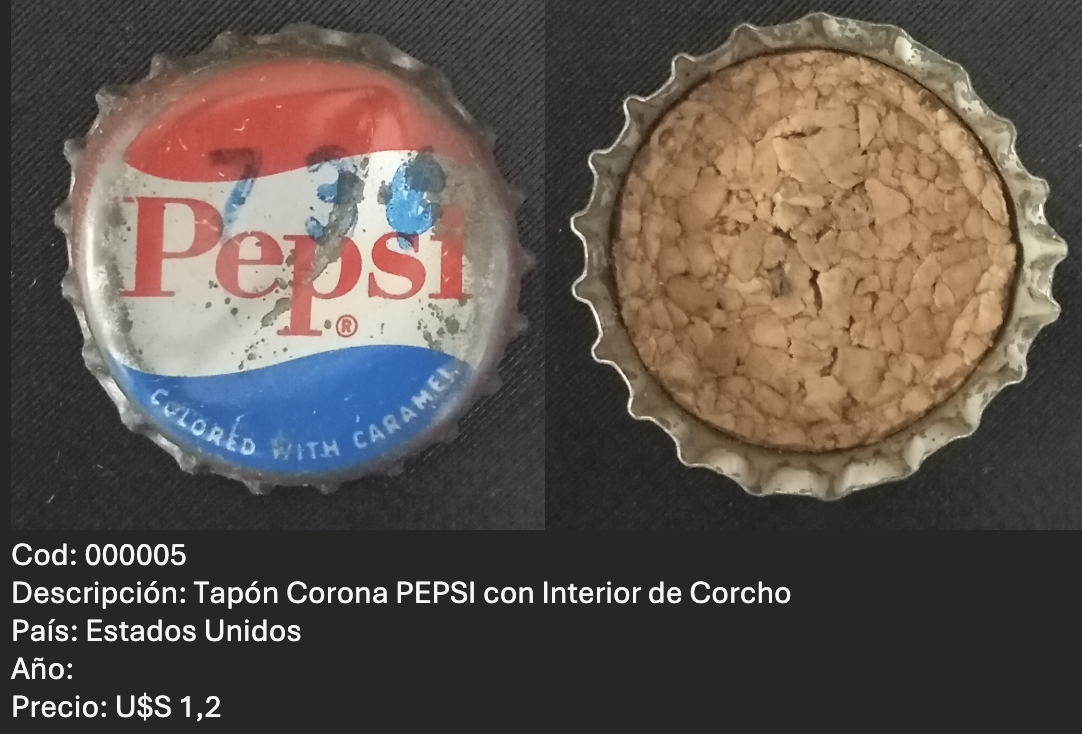 736
Pepsi
®
COLORED WITH CARAMEL
Cod: 000005
Descripción: Tapón Corona PEPSI con Interior de Corcho
País: Estados Unidos
Año:
Precio: U$S 1,2